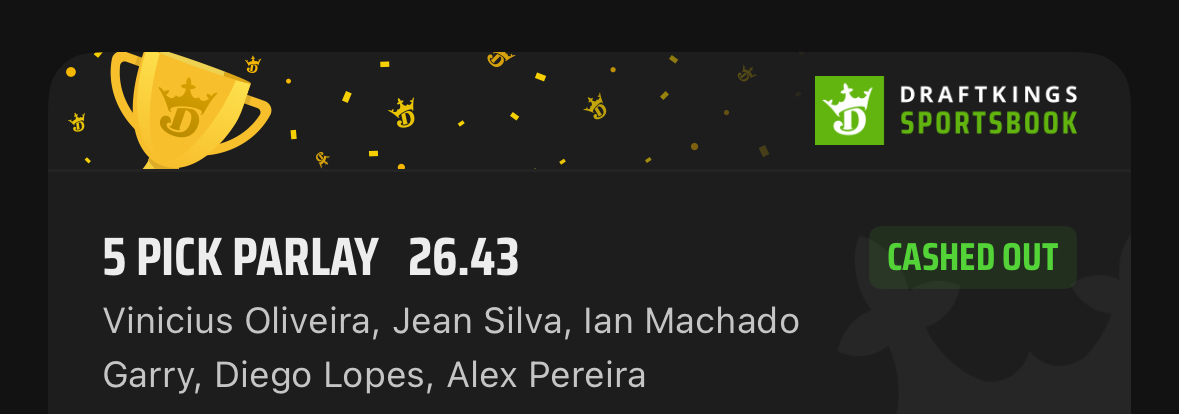 DRAFTKINGS
SPORTSBOOK
5 PICK PARLAY 26.43
CASHED OUT
Vinicius Oliveira, Jean Silva, Ian Machado
Garry, Diego Lopes, Alex Pereira